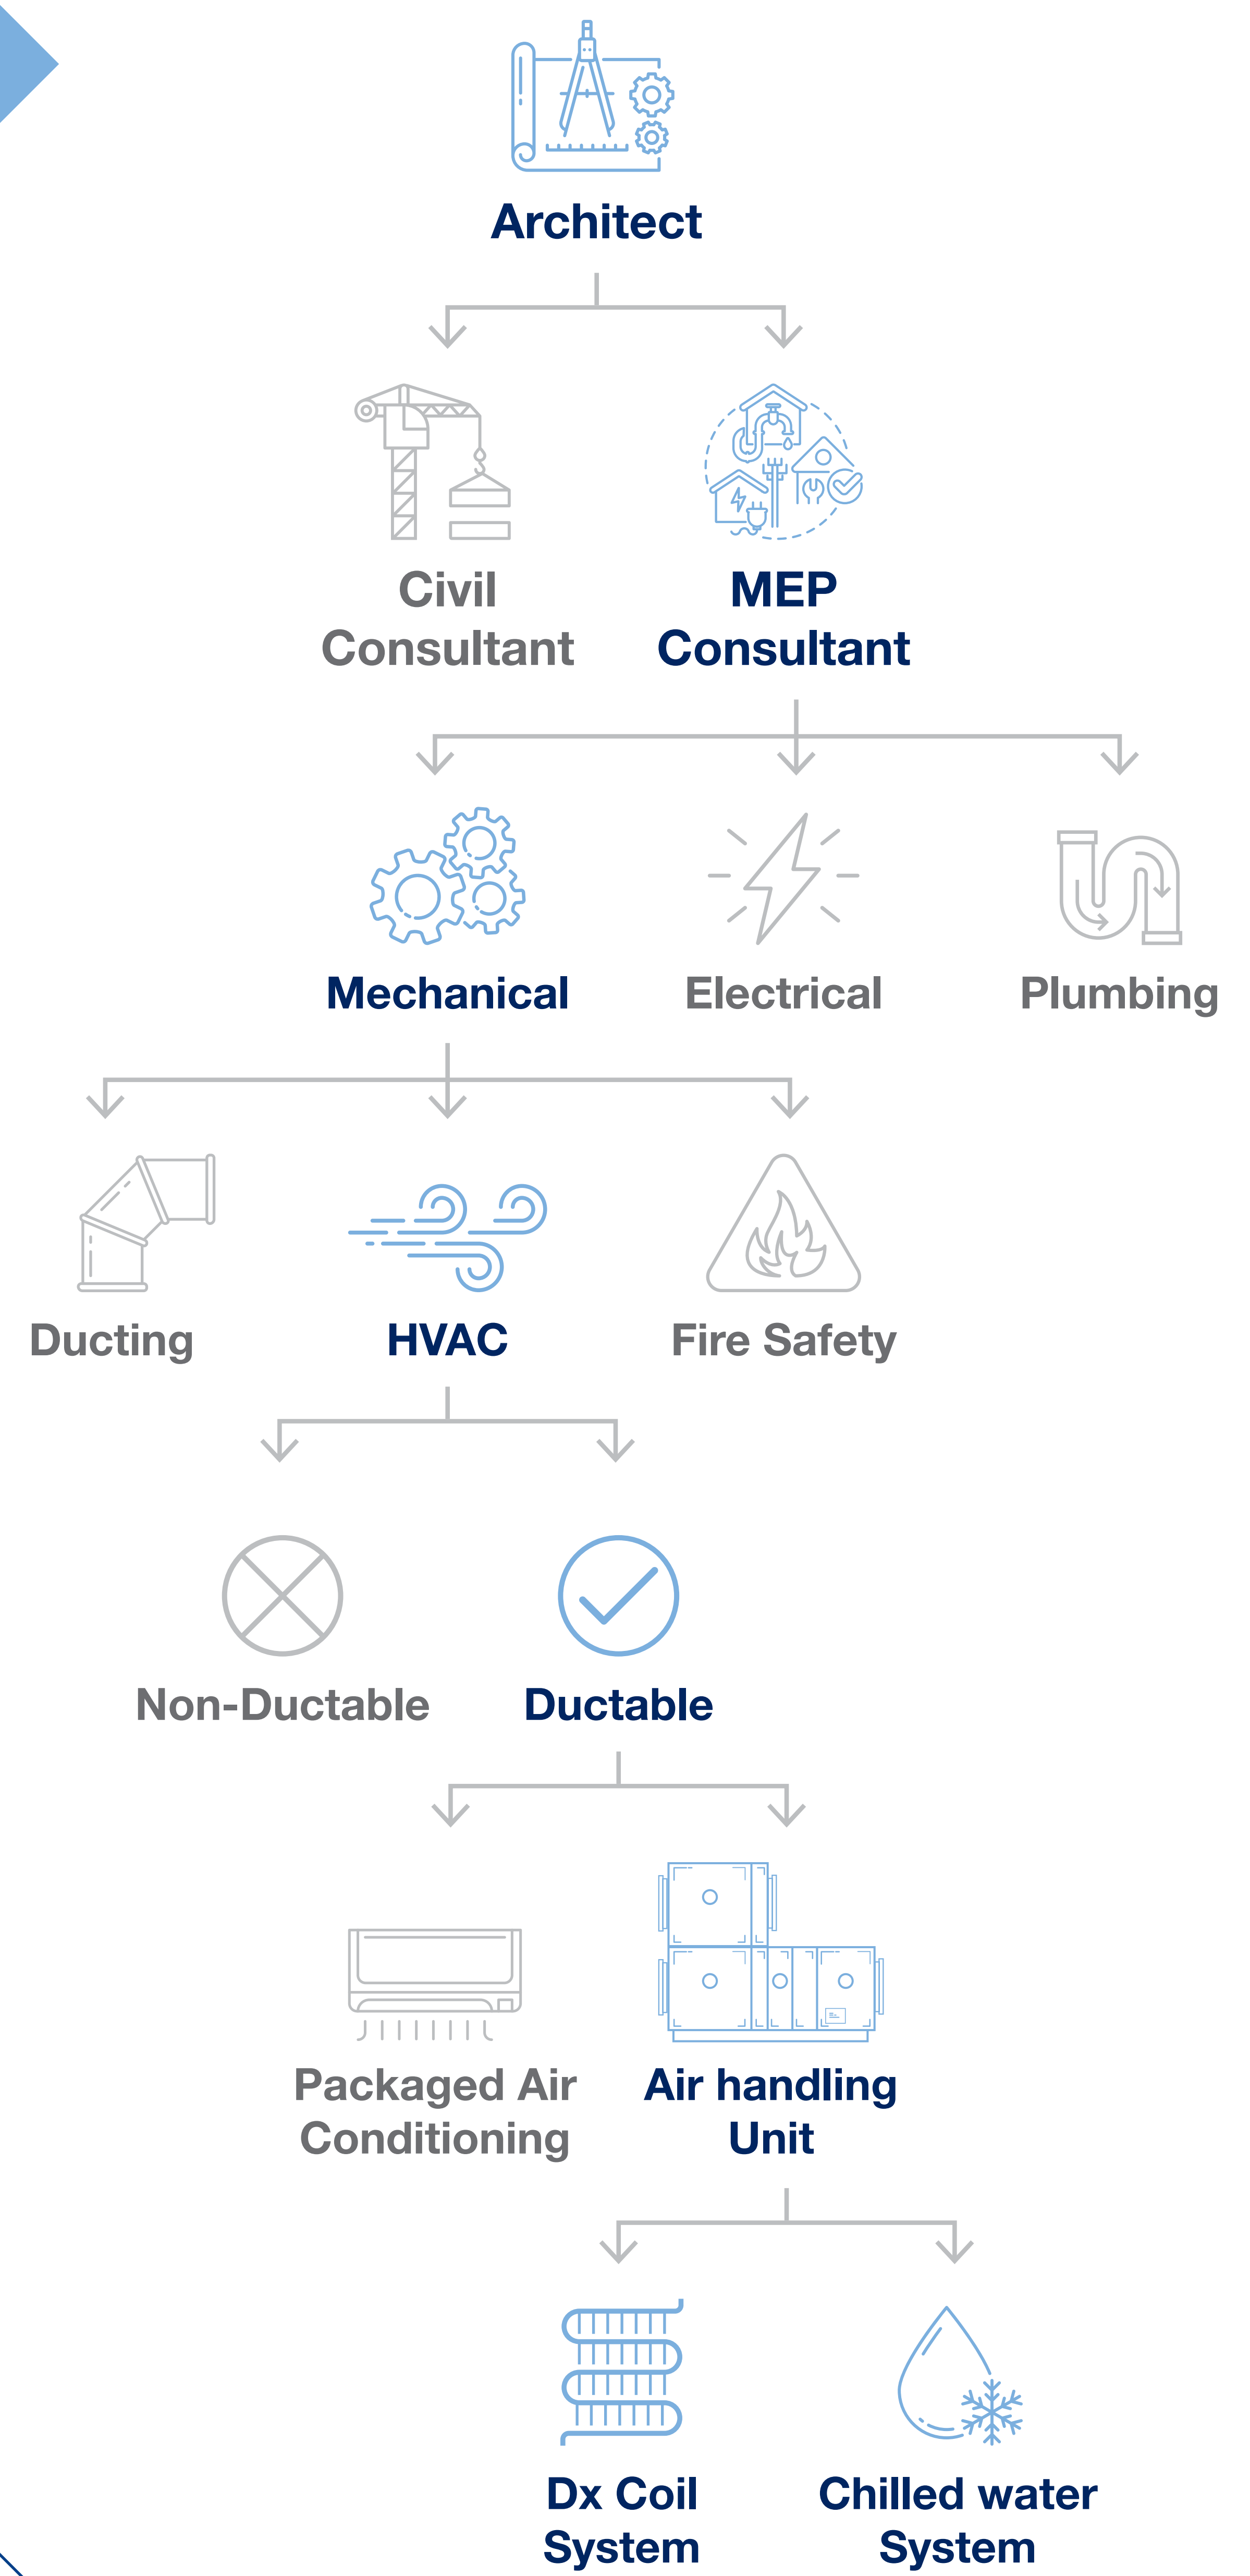 Architect
Civil
Consultant
MEP
Consultant
Mechanical
Electrical
Plumbing
Ducting
HVAC
Fire Safety
Non-Ductable
Ductable
Packaged Air
Conditioning
Air handling
Unit
Dx Coil
System
Chilled water
System